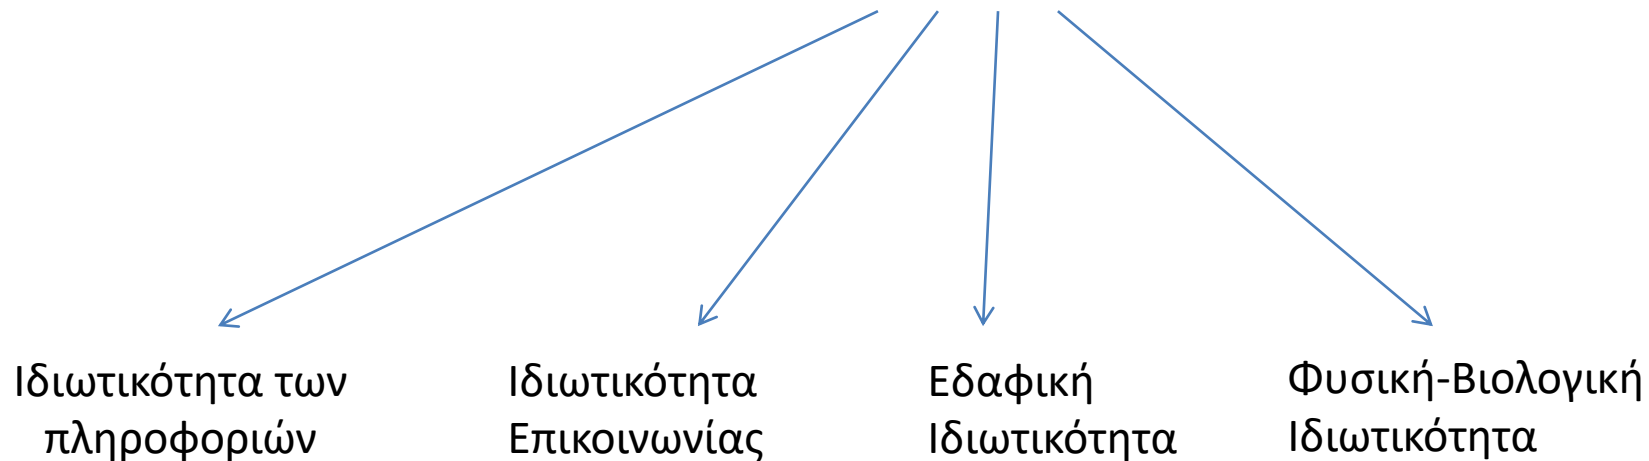 Ιδιωτικότητα των
πληροφοριών
Ιδιωτικότητα
Επικοινωνίας
Εδαφική
Ιδιωτικότητα
Φυσική-Βιολογική
Ιδιωτικότητα